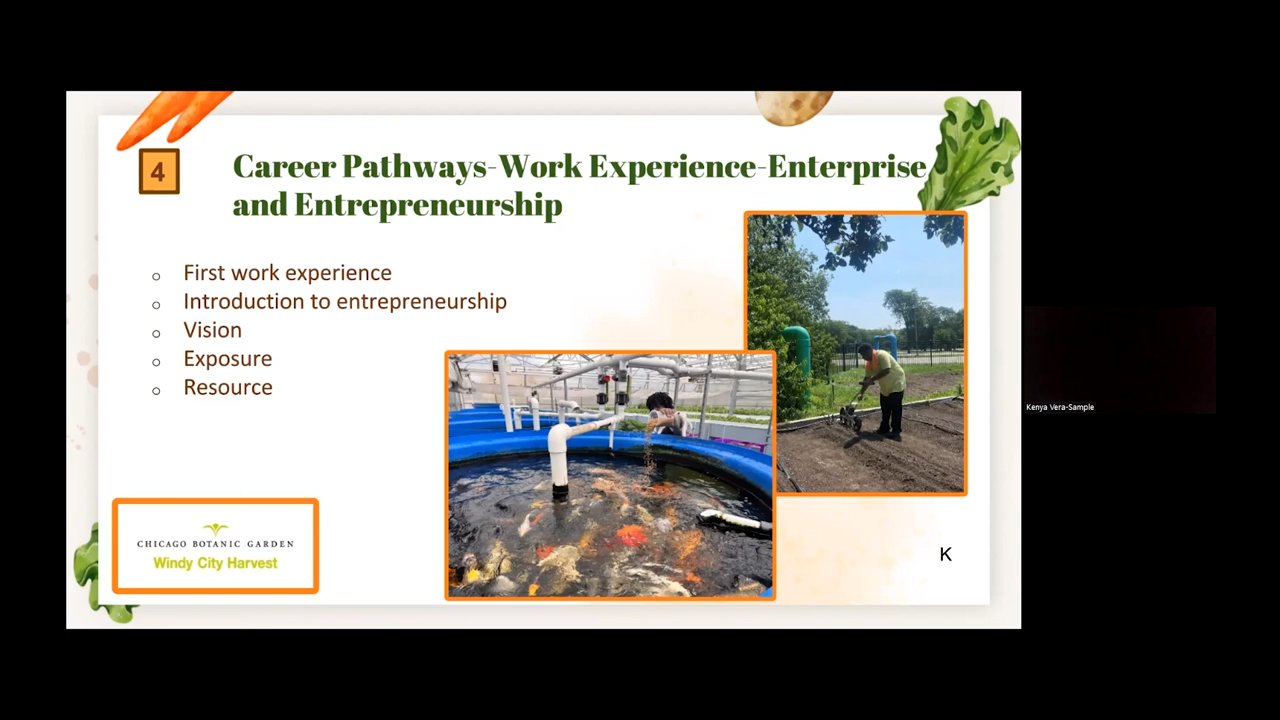 4
Career Pathways-Work Experience-Enterprise
and Entrepreneurship
o First work experience
o Introduction to entrepreneurship
o Vision
o Exposure
o Resource
CHICAGO BOTANIC GARDEN
Windy City Harvest
K
Kenya Vera-Sample